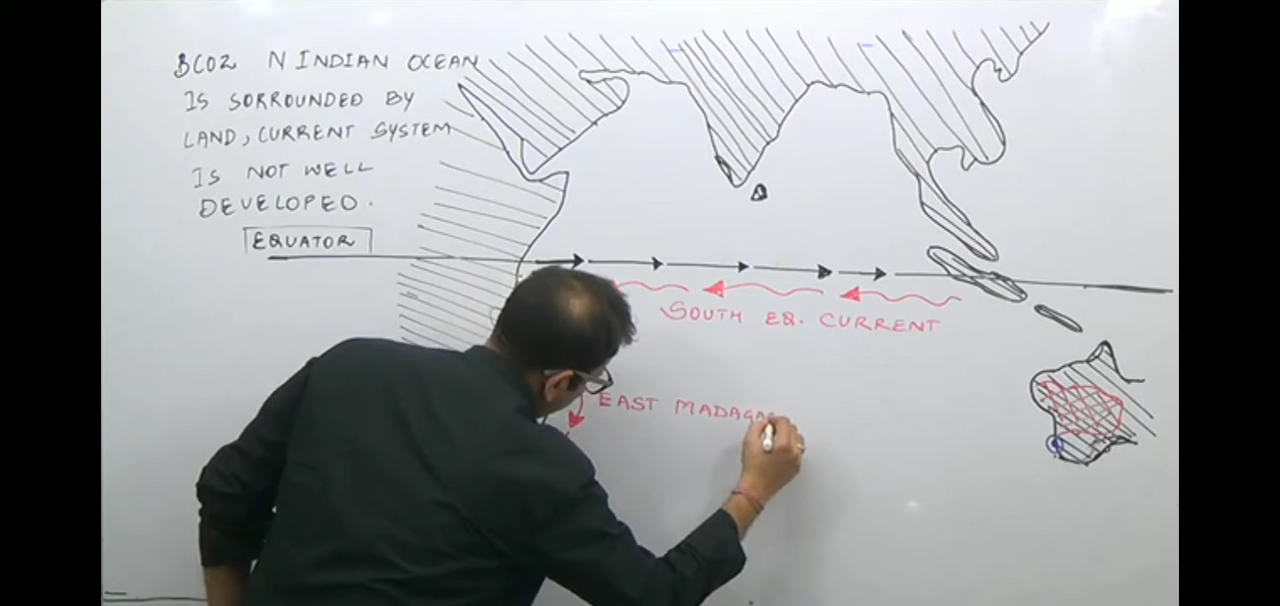 BCOZ N INDIAN OCEAN
IS SORROUNDED BY
LAND, CURRENT SYSTEM
IS NOT WELL
DEVELOPED.
EQUATOR
SOUTH EQ. CURRENT
EAST MADAGA